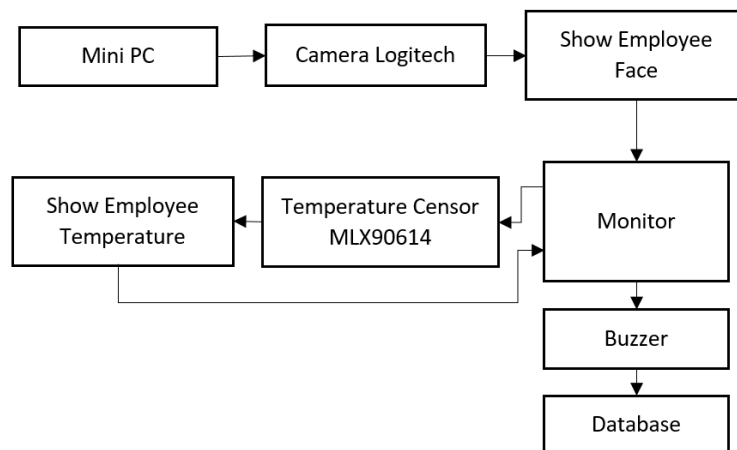 Mini PC
Camera Logitech
Show Employee
Face
Show Employee
Temperature
Temperature Censor
MLX90614
Monitor
Buzzer
Database